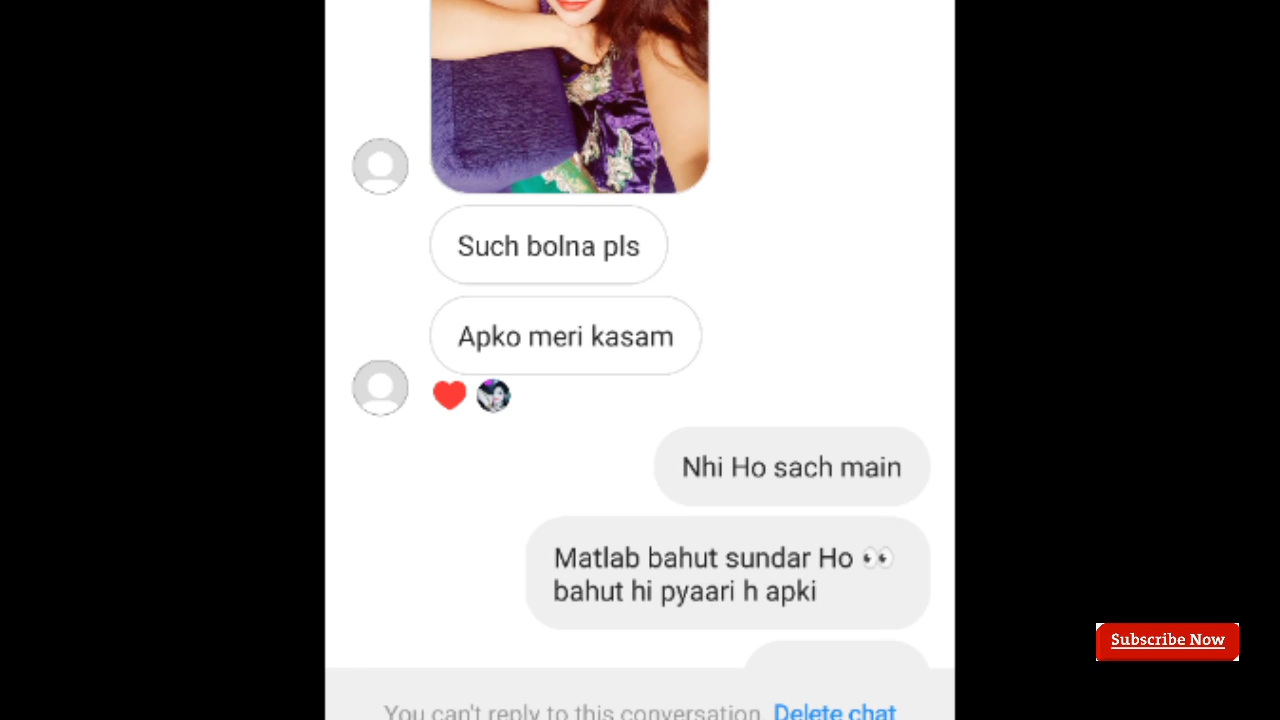 Such bolna pls
Apko meri kasam
Nhi Ho sach main
Matlab bahut sundar Ho 👀
bahut hi pyaari h apki
Subscribe Now
You can't reply to this conversation. Delete chat